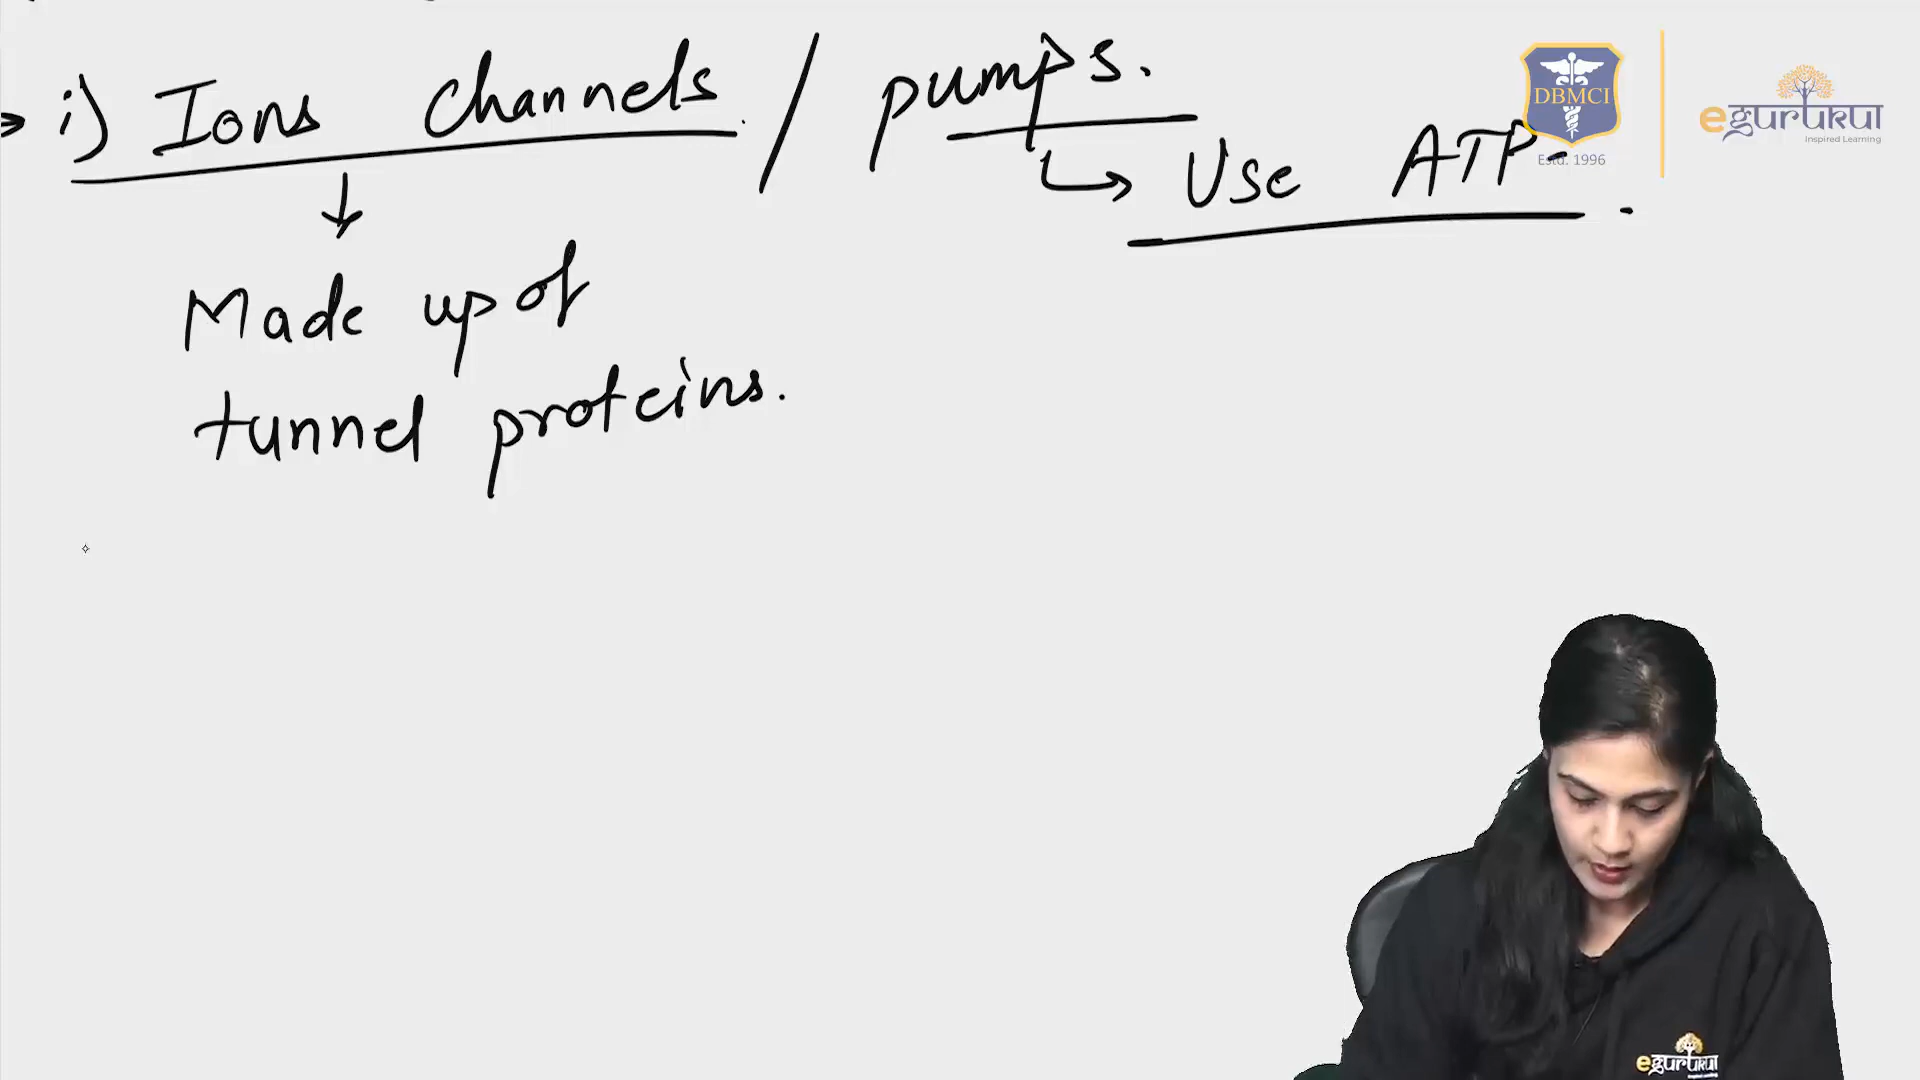 i) Ions channels / pumps.
Use ATP.
Made up of
tunnel proteins.
DBMCI
Estd. 1996
egurukul
Inspired Learning
egurukul